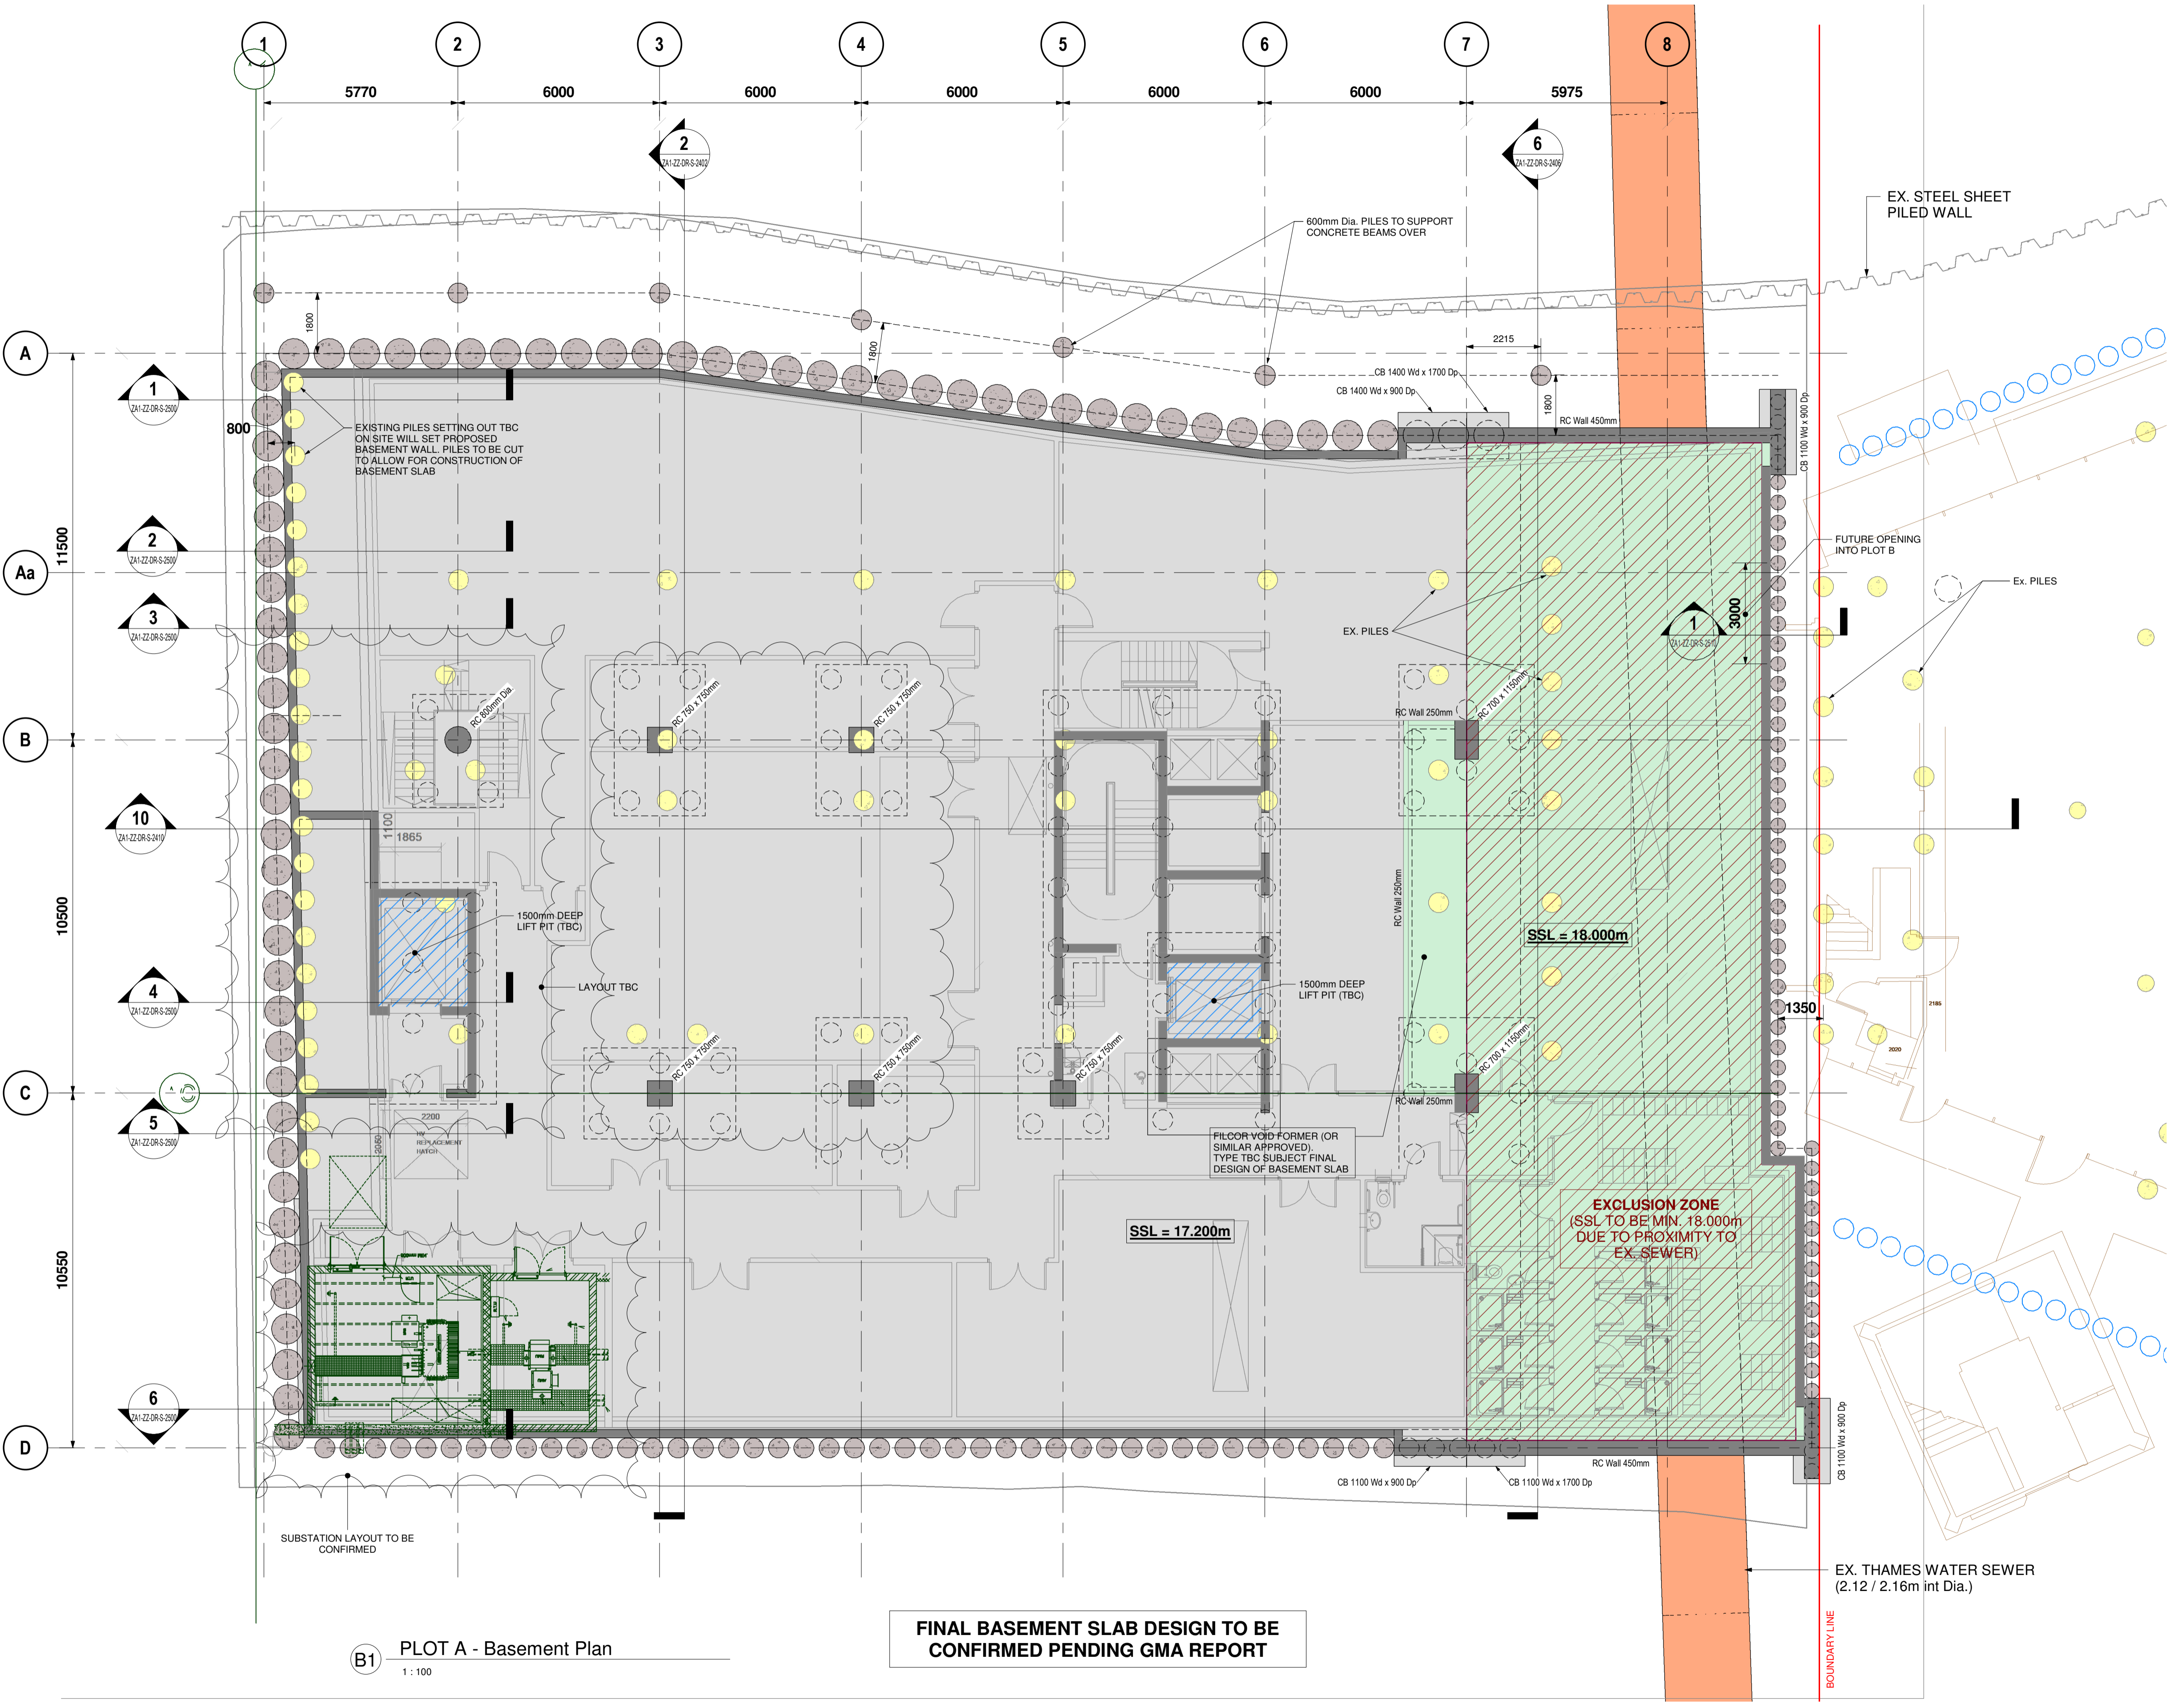 1
2
3
4
5
6
7
8
5770
6000
6000
6000
6000
6000
5975
2
ZA1-ZZ-DR-S-2402
6
ZA1-ZZ-DR-S-2406
EX. STEEL SHEET
PILED WALL
600mm Dia. PILES TO SUPPORT
CONCRETE BEAMS OVER
1800
1800
2215
1800
A
CB 1400 Wd x 1700 Dp
CB 1400 Wd x 900 Dp
RC Wall 450mm
CB 1100 Wd x 900 Dp
1
ZA1-ZZ-DR-S-2500
800
EXISTING PILES SETTING OUT TBC
ON SITE WILL SET PROPOSED
BASEMENT WALL. PILES TO BE CUT
TO ALLOW FOR CONSTRUCTION OF
BASEMENT SLAB
11500
2
ZA1-ZZ-DR-S-2500
FUTURE OPENING
INTO PLOT B
Aa
Ex. PILES
3
ZA1-ZZ-DR-S-2500
EX. PILES
3000
1
ZA1-ZZ-DR-S-2510
RC 800mm Dia.
RC 750 x 750mm
RC 750 x 750mm
RC Wall 250mm
RC 700 x 1150mm
B
10
ZA1-ZZ-DR-S-2410
1100
1865
10500
1500mm DEEP
LIFT PIT (TBC)
RC Wall 250mm
SSL = 18.000m
LAYOUT TBC
1500mm DEEP
LIFT PIT (TBC)
4
ZA1-ZZ-DR-S-2500
1350
2185
2020
RC 750 x 750mm
RC 750 x 750mm
RC 750 x 750mm
RC 700 x 1150mm
C
RC Wall 250mm
5
ZA1-ZZ-DR-S-2500
2200
HV
REPLACEMENT
HATCH
2060
FILCOR VOID FORMER (OR
SIMILAR APPROVED).
TYPE TBC SUBJECT FINAL
DESIGN OF BASEMENT SLAB
SSL = 17.200m
EXCLUSION ZONE
(SSL TO BE MIN. 18.000m
DUE TO PROXIMITY TO
EX. SEWER)
10550
6
ZA1-ZZ-DR-S-2500
D
RC Wall 450mm
CB 1100 Wd x 900 Dp
CB 1100 Wd x 1700 Dp
CB 1100 Wd x 900 Dp
SUBSTATION LAYOUT TO BE
CONFIRMED
EX. THAMES WATER SEWER
(2.12 / 2.16m int Dia.)
BOUNDARY LINE
FINAL BASEMENT SLAB DESIGN TO BE
CONFIRMED PENDING GMA REPORT
B1
PLOT A - Basement Plan
1 : 100